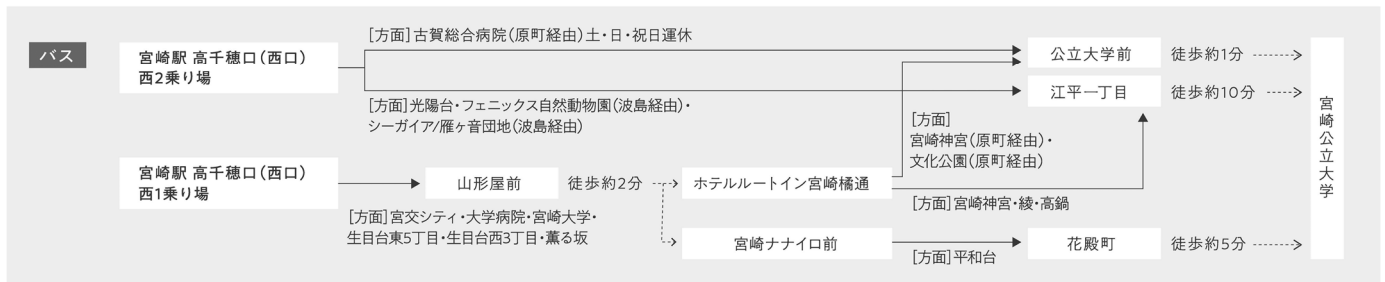 バス
宮崎駅 高千穂口(西口)
西2乗り場
[方面]古賀総合病院(原町経由)土・日・祝日運休
[方面]光陽台・フェニックス自然動物園(波島経由)・
シーガイア/雁ヶ音団地(波島経由)
公立大学前
徒歩約1分
江平一丁目
徒歩約10分
宮崎駅 高千穂口(西口)
西1乗り場
山形屋前
徒歩約2分
[方面]宮交シティ・大学病院・宮崎大学・
生目台東5丁目・生目台西3丁目・薫る坂
ホテルルートイン宮崎橘通
[方面]
宮崎神宮(原町経由)・
文化公園(原町経由)
[方面]宮崎神宮・綾・高鍋
宮崎ナナイロ前
[方面]平和台
花殿町
徒歩約5分
宮崎公立大学